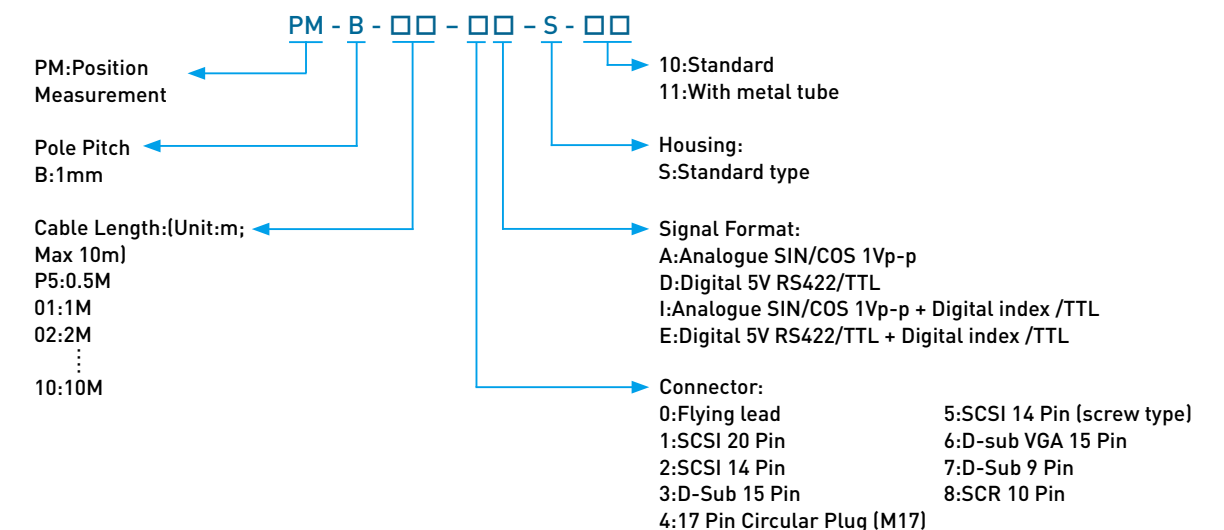 PM - B - □□ – □□ – S - □□
PM:Position
Measurement
Pole Pitch
B:1mm
Cable Length:(Unit:m;
Max 10m)
P5:0.5M
01:1M
02:2M
⋮
10:10M
10:Standard
11:With metal tube
Housing:
S:Standard type
Signal Format:
A:Analogue SIN/COS 1Vp-p
D:Digital 5V RS422/TTL
I:Analogue SIN/COS 1Vp-p + Digital index /TTL
E:Digital 5V RS422/TTL + Digital index /TTL
Connector:
0:Flying lead
1:SCSI 20 Pin
2:SCSI 14 Pin
3:D-Sub 15 Pin
4:17 Pin Circular Plug (M17)
5:SCSI 14 Pin (screw type)
6:D-sub VGA 15 Pin
7:D-Sub 9 Pin
8:SCR 10 Pin